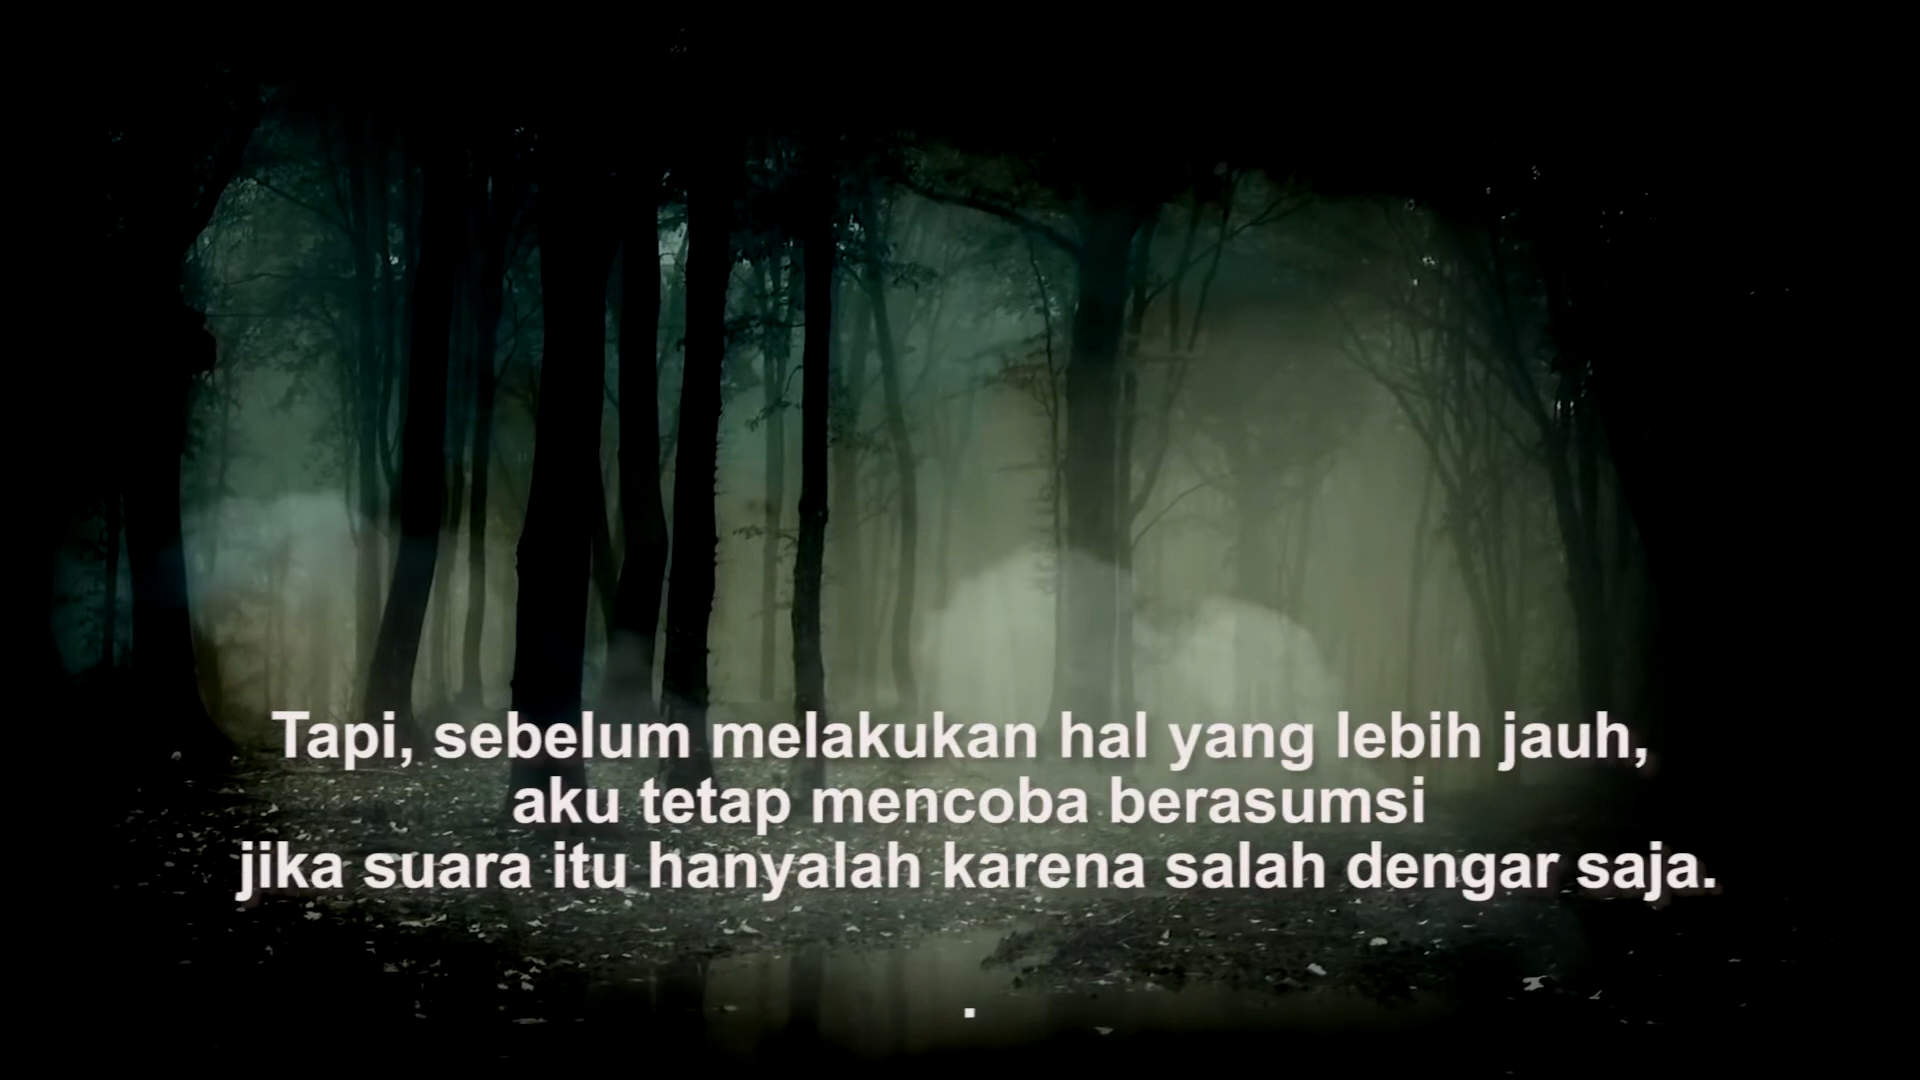 Tapi, sebelum melakukan hal yang lebih jauh,
aku tetap mencoba berasumsi
jika suara itu hanyalah karena salah dengar saja.
.